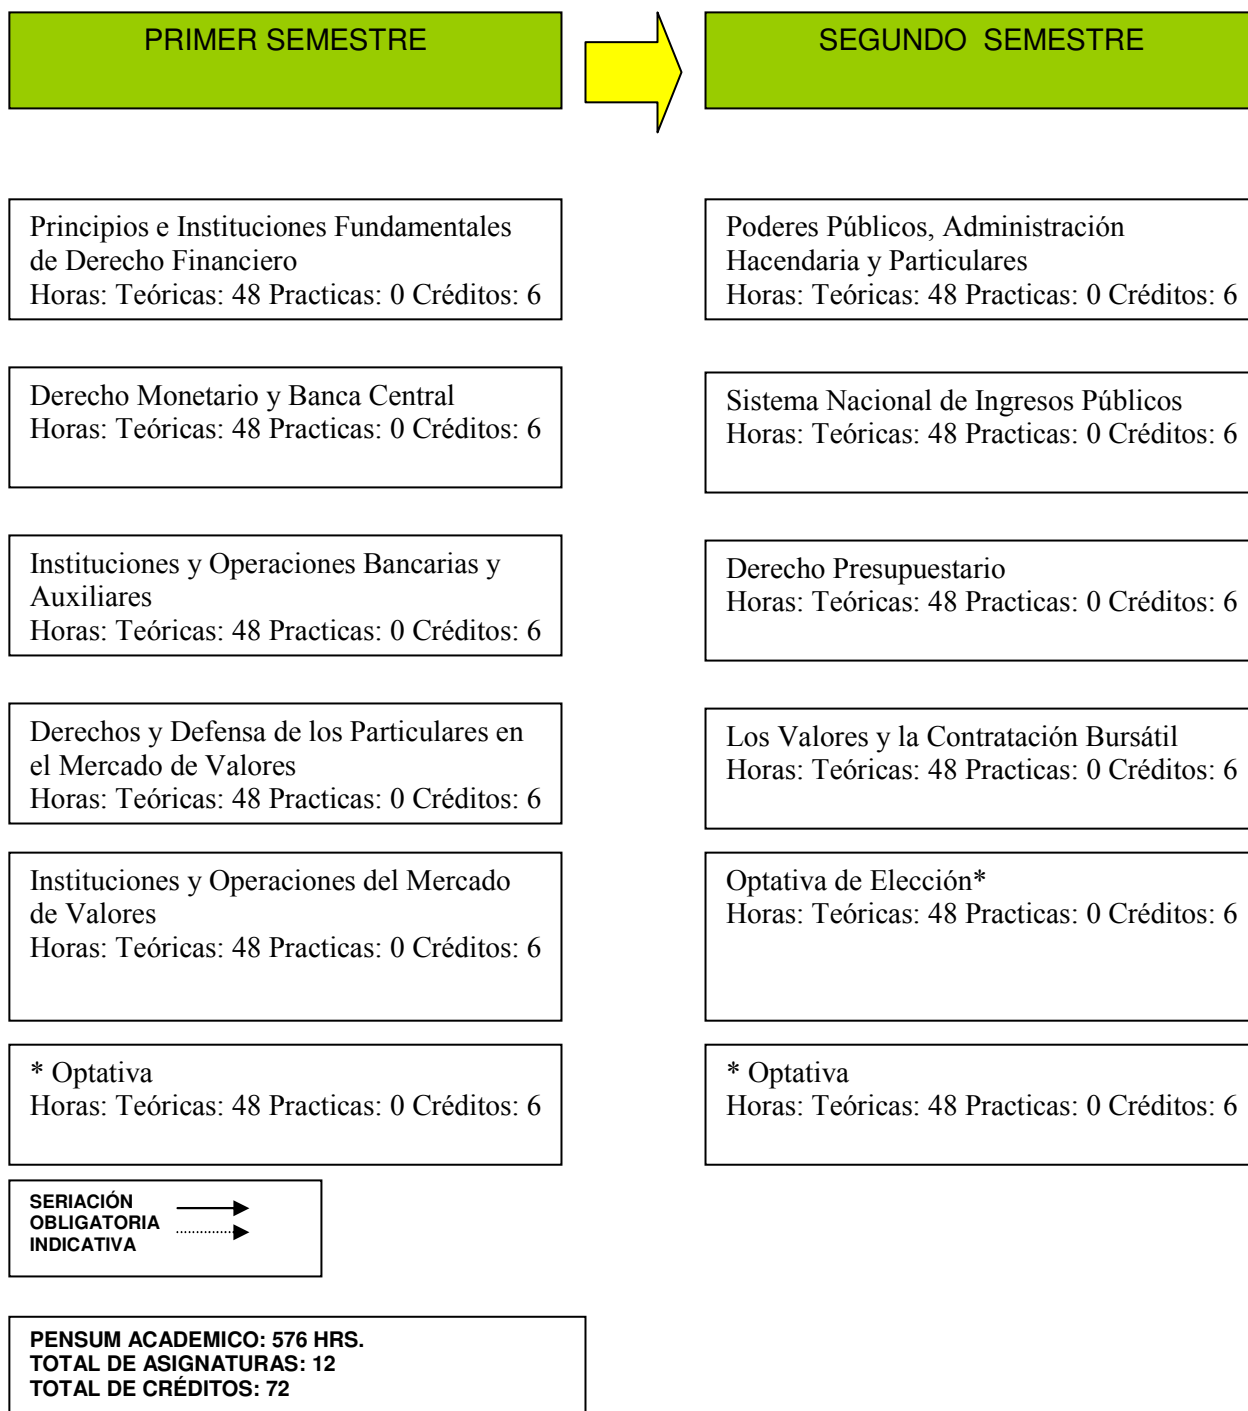 PRIMER SEMESTRE
SEGUNDO  SEMESTRE
Principios e Instituciones Fundamentales
de Derecho Financiero
Horas: Teóricas: 48 Practicas: 0 Créditos: 6
Poderes Públicos, Administración
Hacendaria y Particulares
Horas: Teóricas: 48 Practicas: 0 Créditos: 6
Derecho Monetario y Banca Central
Horas: Teóricas: 48 Practicas: 0 Créditos: 6
Sistema Nacional de Ingresos Públicos
Horas: Teóricas: 48 Practicas: 0 Créditos: 6
Instituciones y Operaciones Bancarias y
Auxiliares
Horas: Teóricas: 48 Practicas: 0 Créditos: 6
Derecho Presupuestario
Horas: Teóricas: 48 Practicas: 0 Créditos: 6
Derechos y Defensa de los Particulares en
el Mercado de Valores
Horas: Teóricas: 48 Practicas: 0 Créditos: 6
Los Valores y la Contratación Bursátil
Horas: Teóricas: 48 Practicas: 0 Créditos: 6
Instituciones y Operaciones del Mercado
de Valores
Horas: Teóricas: 48 Practicas: 0 Créditos: 6
Optativa de Elección*
Horas: Teóricas: 48 Practicas: 0 Créditos: 6
* Optativa
Horas: Teóricas: 48 Practicas: 0 Créditos: 6
* Optativa
Horas: Teóricas: 48 Practicas: 0 Créditos: 6
SERIACIÓN
OBLIGATORIA
INDICATIVA
PENSUM ACADEMICO: 576 HRS.
TOTAL DE ASIGNATURAS: 12
TOTAL DE CRÉDITOS: 72